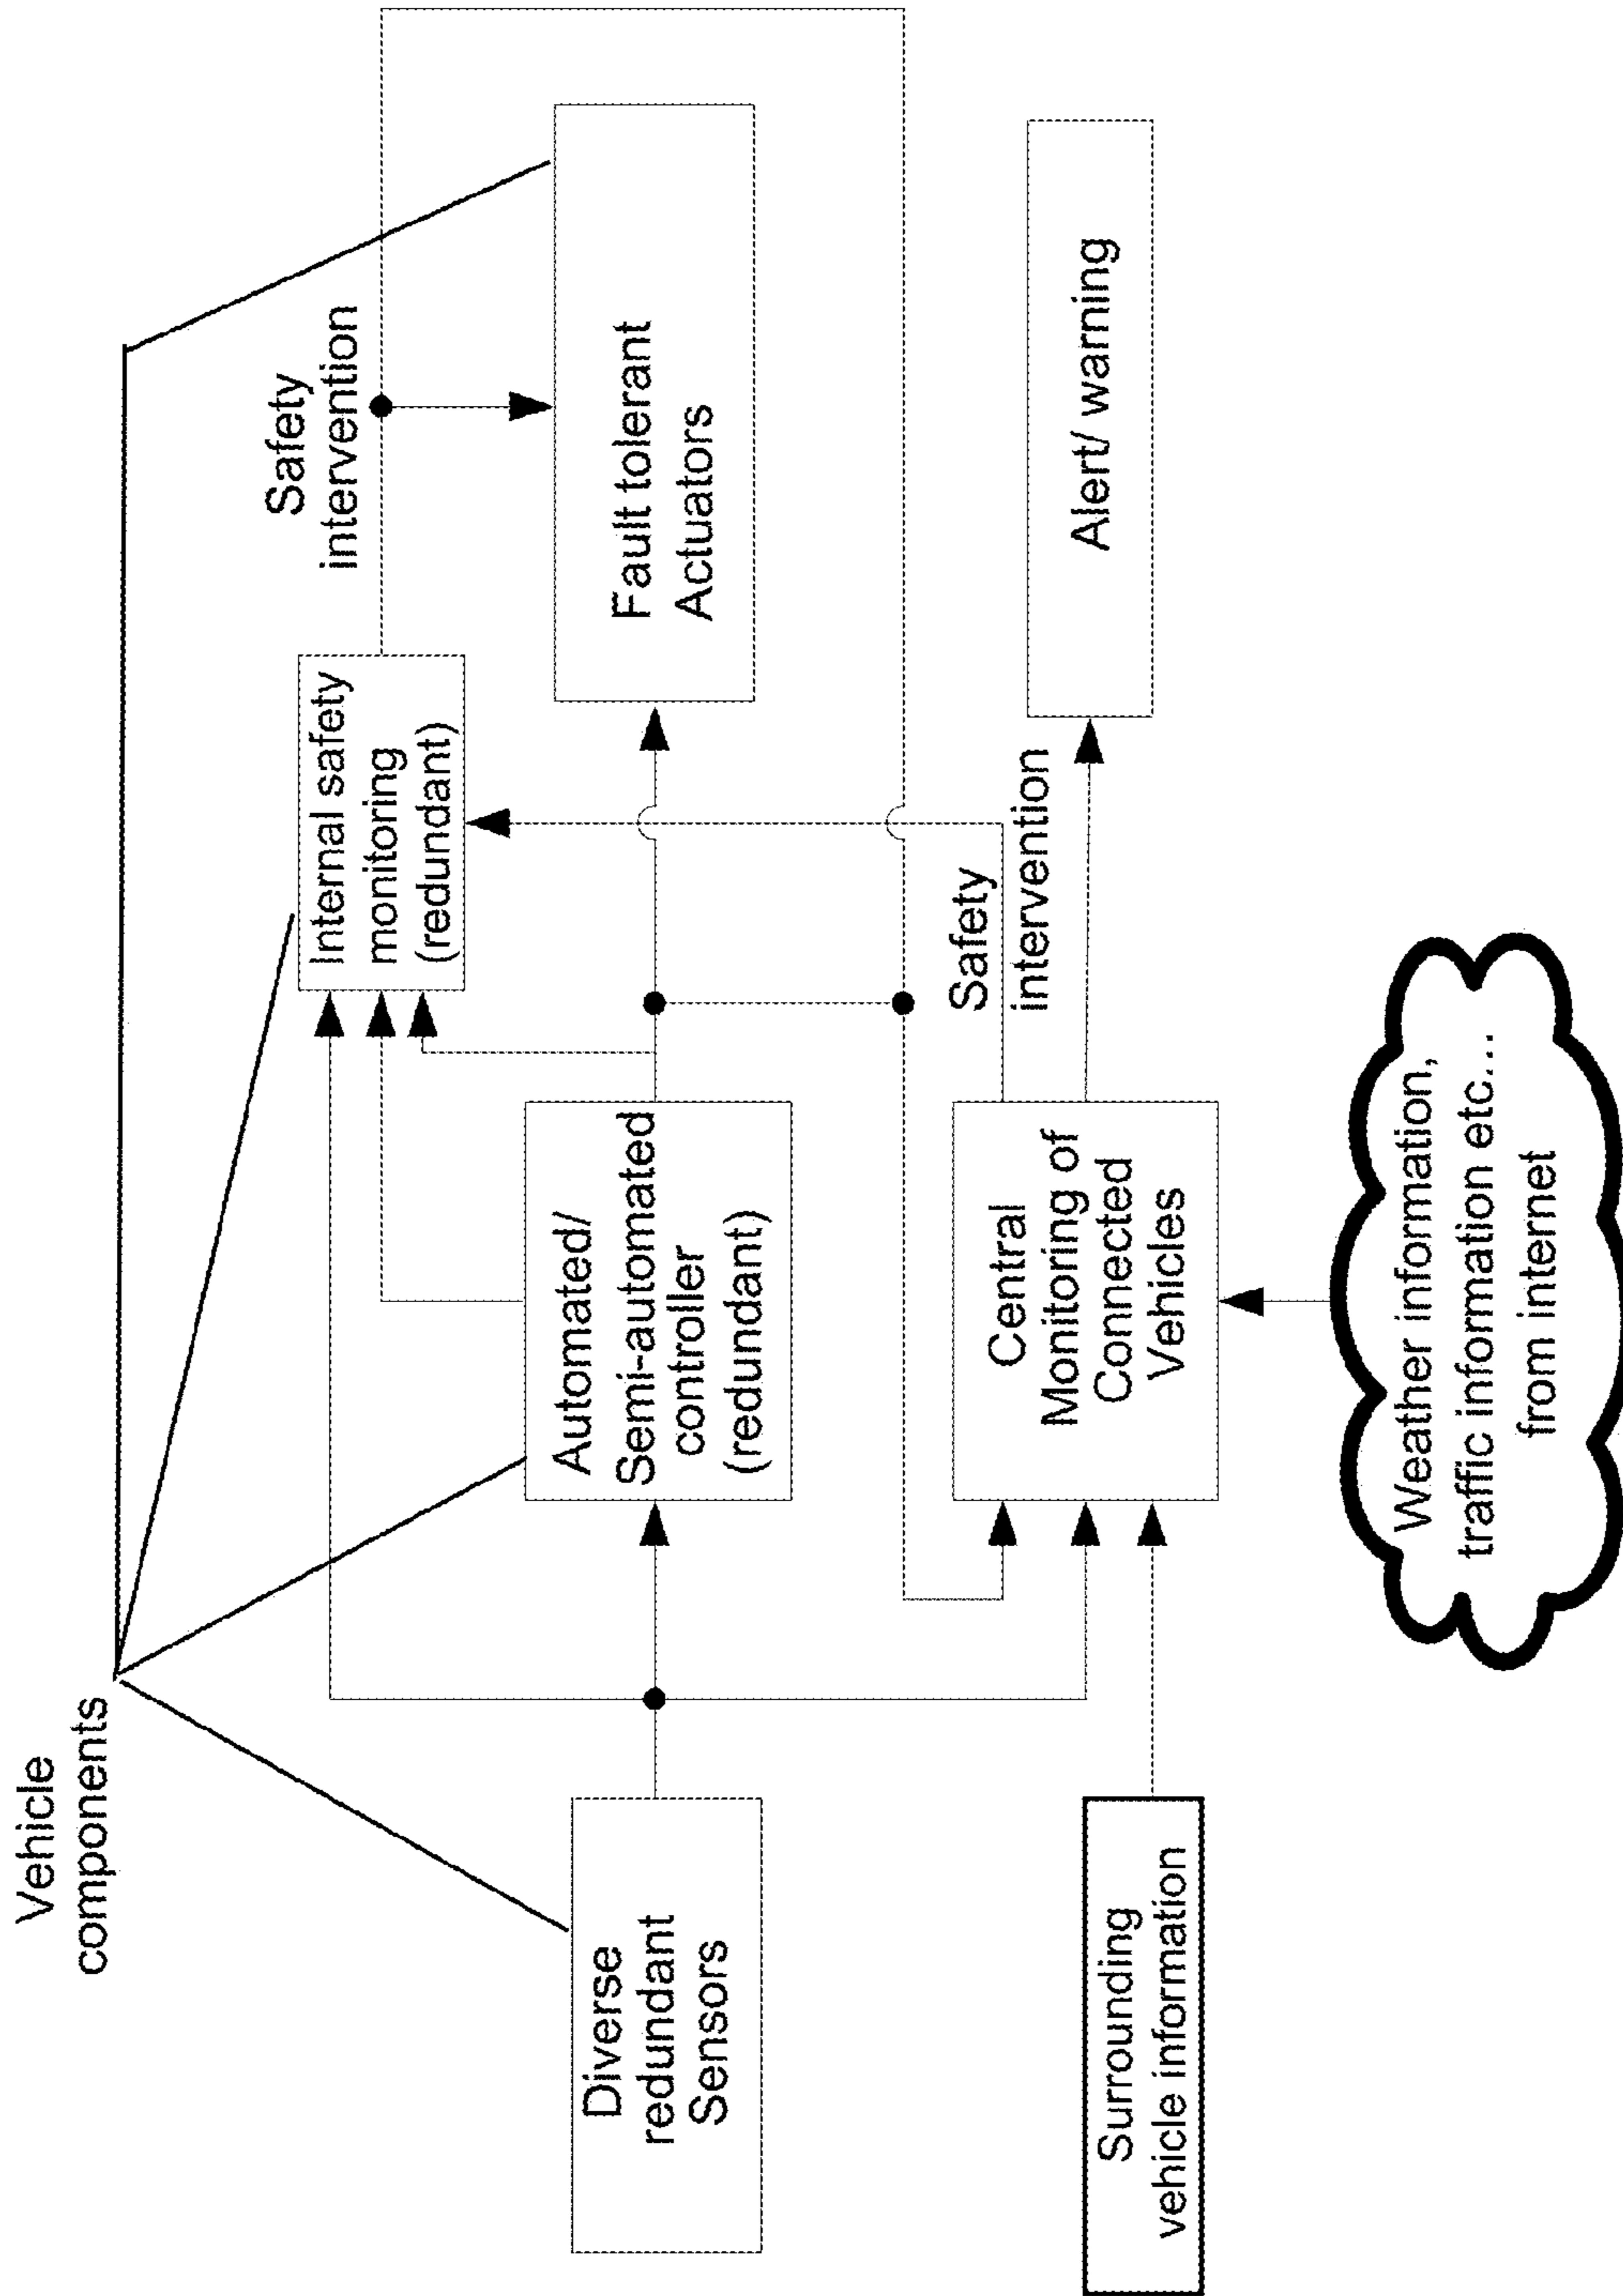 Vehicle
components
Safety
intervention
Internal safety
monitoring
(redundant)
Diverse
redundant
Sensors
Automated/
Semi-automated
controller
(redundant)
Fault tolerant
Actuators
Safety
intervention
Surrounding
vehicle information
Central
Monitoring of
Connected
Vehicles
Alert/ warning
Weather information,
traffic information etc...
from internet